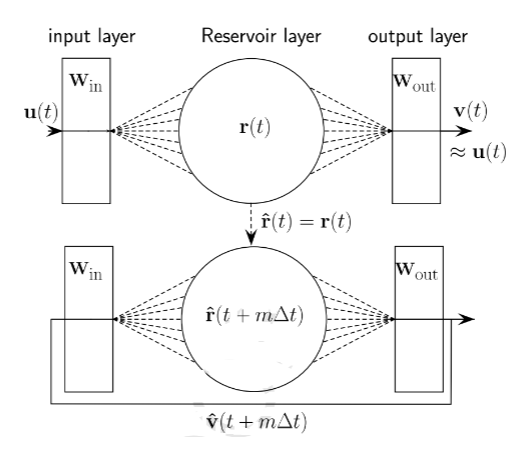 input layer Reservoir layer output layer
W_in W_out
u(t) r(t) v(t)
≈ u(t)
r̂(t) = r(t)
W_in W_out
r̂(t + mΔt)
v̂(t + mΔt)